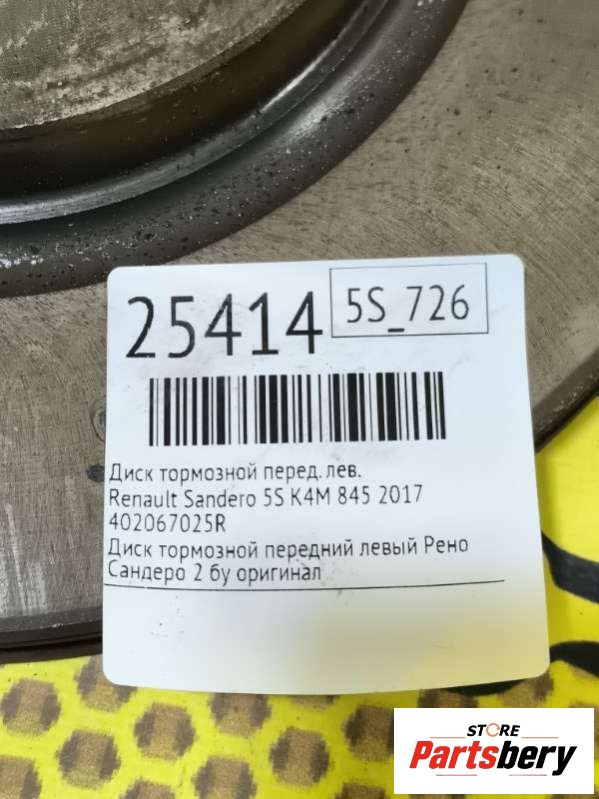 25414
5S_726
Диск тормозной перед. лев.
Renault Sandero 5S K4M 845 2017
402067025R
Диск тормозной передний левый Рено
Сандеро 2 бу оригинал
STORE
Partsbery